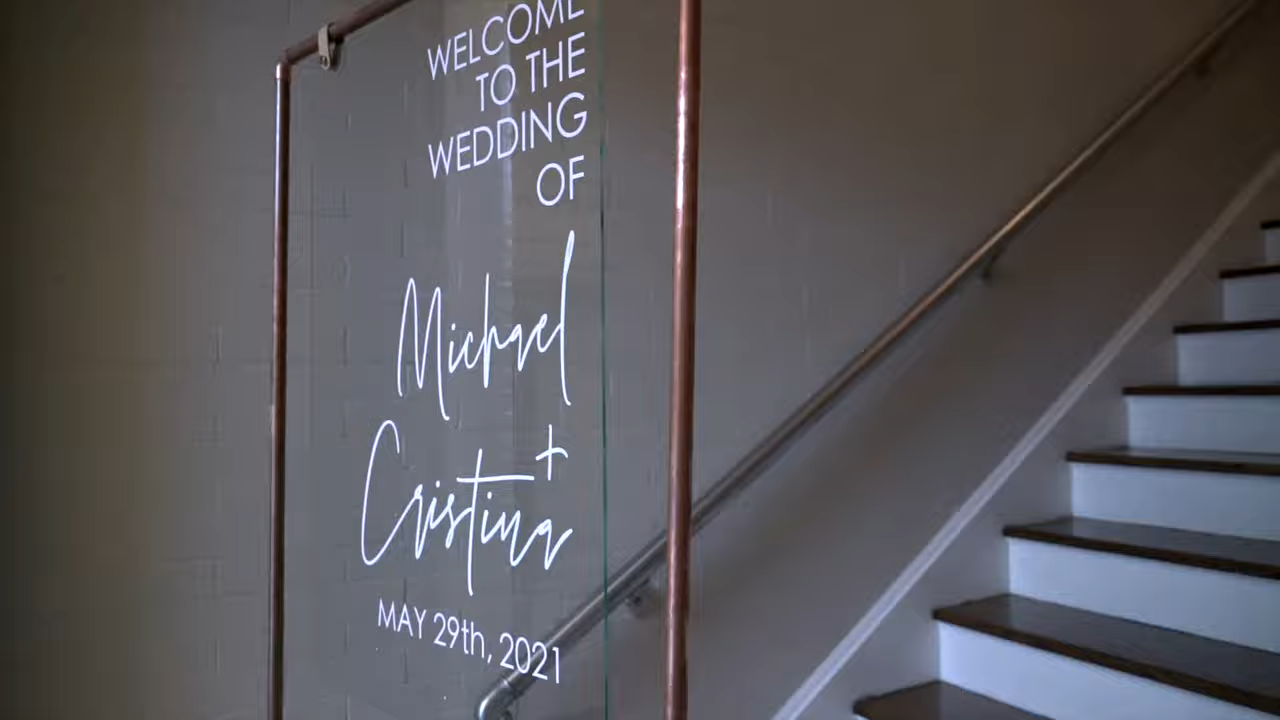 WELCOME
TO THE
WEDDING
OF
Michael
+
Cristina
MAY 29th, 2021